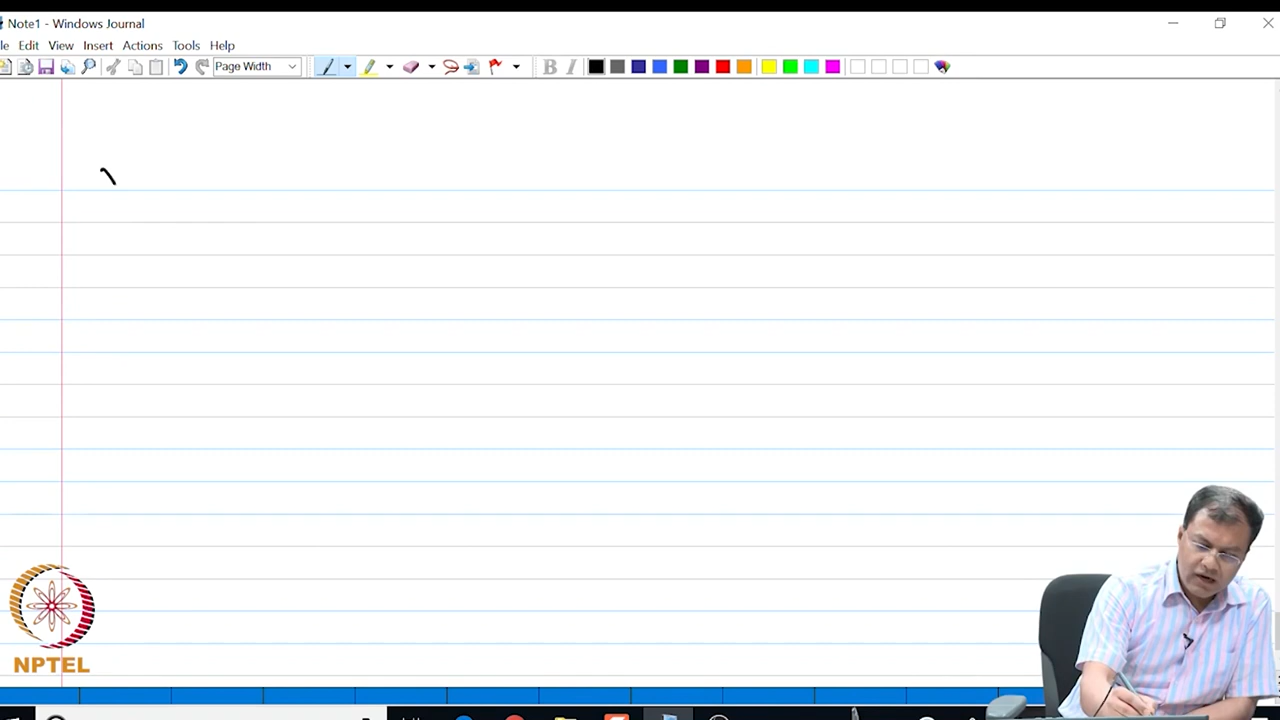 Note1 - Windows Journal
le Edit View Insert Actions Tools Help
Page Width
B I
NPTEL